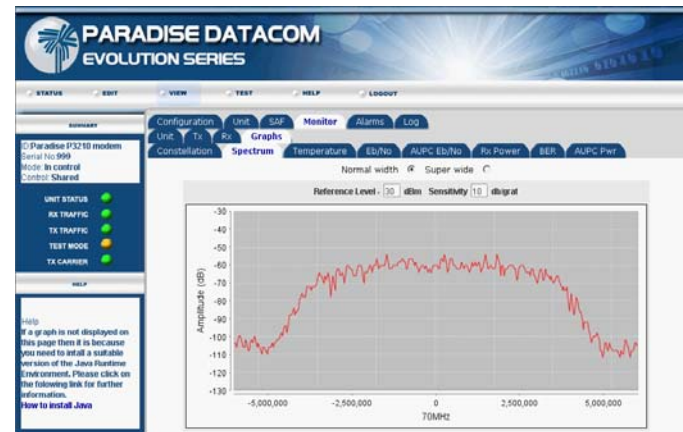 PARADISE DATACOM
EVOLUTION SERIES
STATUS EDIT VIEW TEST HELP LOGOUT
SUMMARY
ID:Paradise P3210 modem
Serial No:999
Mode: In control
Control: Shared
UNIT STATUS
RX TRAFFIC
TX TRAFFIC
TEST MODE
TX CARRIER
HELP
Help
If a graph is not displayed on
this page then it is because
you need to intall a suitable
version of the Java Runtime
Environment. Please click on
the folowing link for further
information.
How to install Java
Configuration Unit SAF Monitor Alarms Log
Unit Tx Rx Graphs
Constellation Spectrum Temperature Eb/No AUPC Eb/No Rx Power BER AUPC Pwr
Normal width Super wide
Reference Level - 30 dBm Sensitivity 10 db/grat
Amplitude (dB)
-30
-40
-50
-60
-70
-80
-90
-100
-110
-120
-130
-5,000,000 -2,500,000 0 2,500,000 5,000,000
70MHz